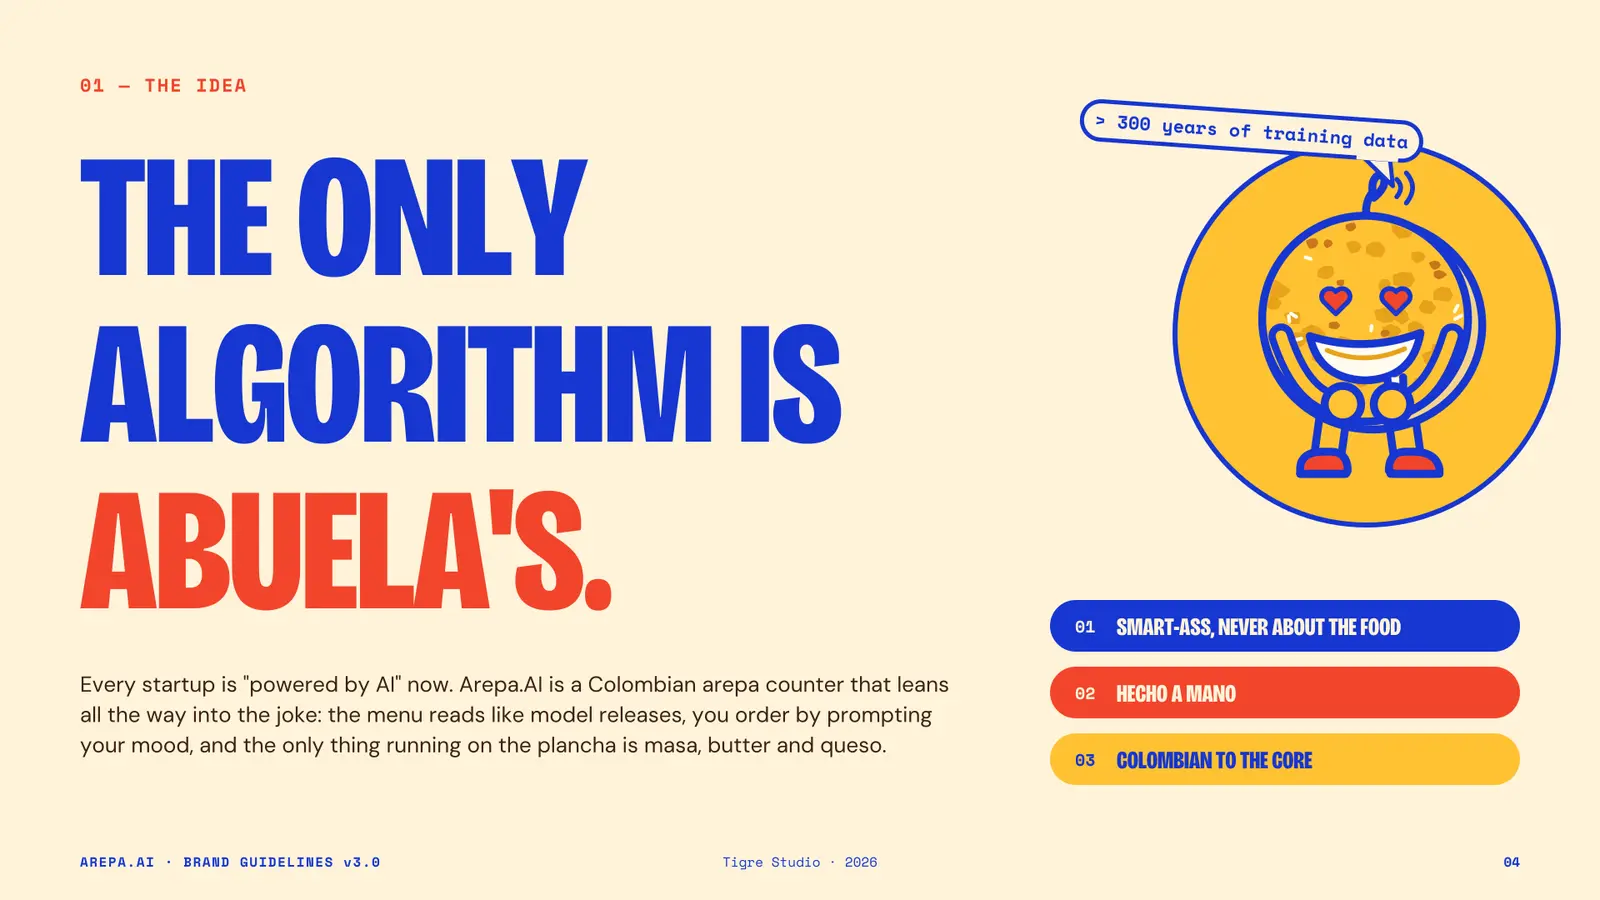 01 — THE IDEA
THE ONLY
ALGORITHM IS
ABUELA'S.
Every startup is "powered by AI" now. Arepa.AI is a Colombian arepa counter that leans
all the way into the joke: the menu reads like model releases, you order by prompting
your mood, and the only thing running on the plancha is masa, butter and queso.
> 300 years of training data
01 SMART-ASS, NEVER ABOUT THE FOOD
02 HECHO A MANO
03 COLOMBIAN TO THE CORE
AREPA.AI · BRAND GUIDELINES v3.0
Tigre Studio · 2026
04